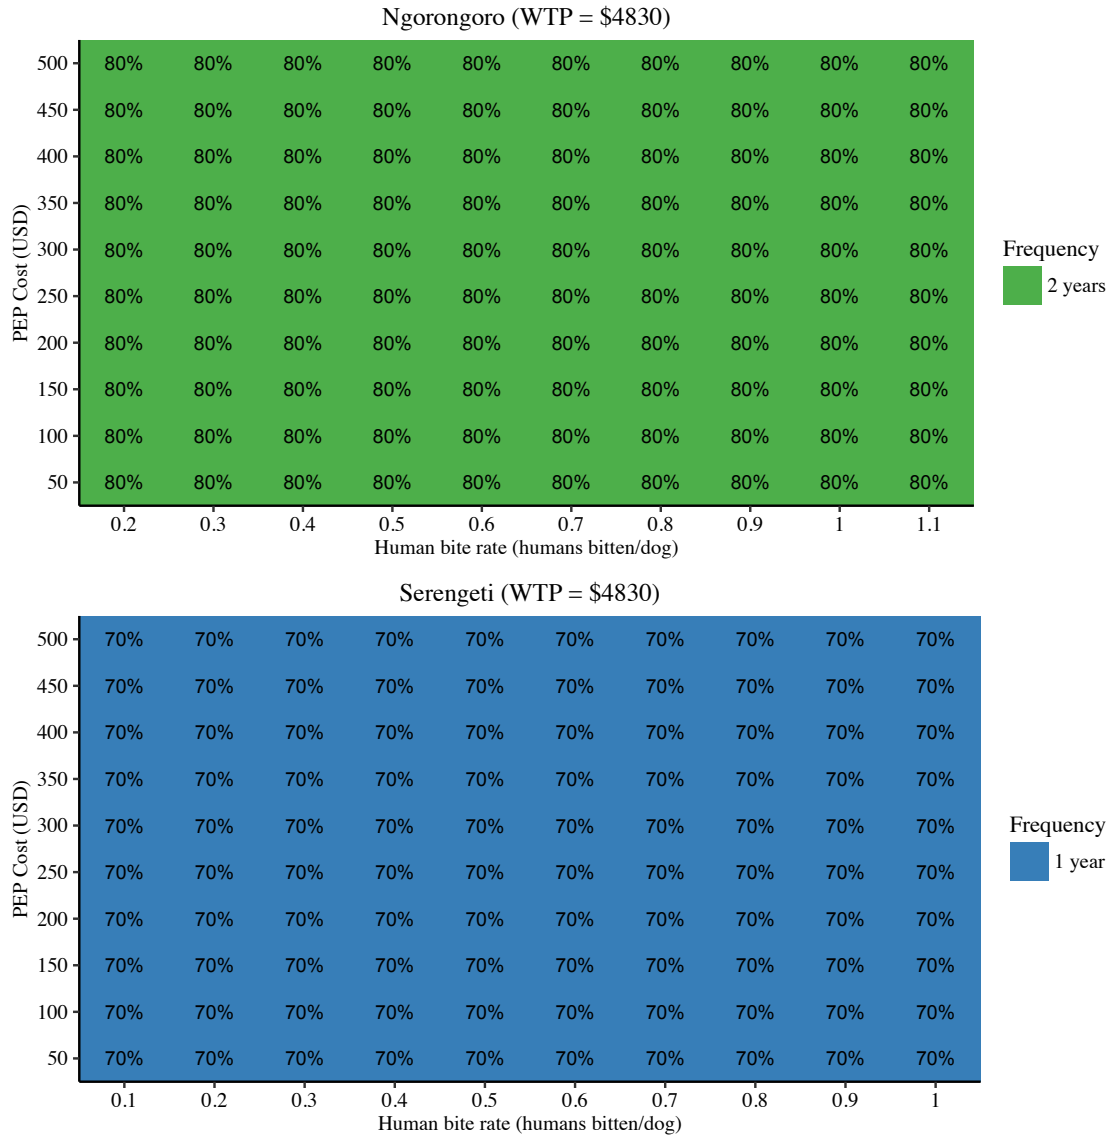 Ngorongoro (WTP = $4830)
500 80% 80% 80% 80% 80% 80% 80% 80% 80% 80%
450 80% 80% 80% 80% 80% 80% 80% 80% 80% 80%
400 80% 80% 80% 80% 80% 80% 80% 80% 80% 80%
350 80% 80% 80% 80% 80% 80% 80% 80% 80% 80%
300 80% 80% 80% 80% 80% 80% 80% 80% 80% 80%
250 80% 80% 80% 80% 80% 80% 80% 80% 80% 80%
200 80% 80% 80% 80% 80% 80% 80% 80% 80% 80%
150 80% 80% 80% 80% 80% 80% 80% 80% 80% 80%
100 80% 80% 80% 80% 80% 80% 80% 80% 80% 80%
50 80% 80% 80% 80% 80% 80% 80% 80% 80% 80%
0.2 0.3 0.4 0.5 0.6 0.7 0.8 0.9 1 1.1
Human bite rate (humans bitten/dog)
PEP Cost (USD)
Frequency
2 years
Serengeti (WTP = $4830)
500 70% 70% 70% 70% 70% 70% 70% 70% 70% 70%
450 70% 70% 70% 70% 70% 70% 70% 70% 70% 70%
400 70% 70% 70% 70% 70% 70% 70% 70% 70% 70%
350 70% 70% 70% 70% 70% 70% 70% 70% 70% 70%
300 70% 70% 70% 70% 70% 70% 70% 70% 70% 70%
250 70% 70% 70% 70% 70% 70% 70% 70% 70% 70%
200 70% 70% 70% 70% 70% 70% 70% 70% 70% 70%
150 70% 70% 70% 70% 70% 70% 70% 70% 70% 70%
100 70% 70% 70% 70% 70% 70% 70% 70% 70% 70%
50 70% 70% 70% 70% 70% 70% 70% 70% 70% 70%
0.1 0.2 0.3 0.4 0.5 0.6 0.7 0.8 0.9 1
Human bite rate (humans bitten/dog)
PEP Cost (USD)
Frequency
1 year